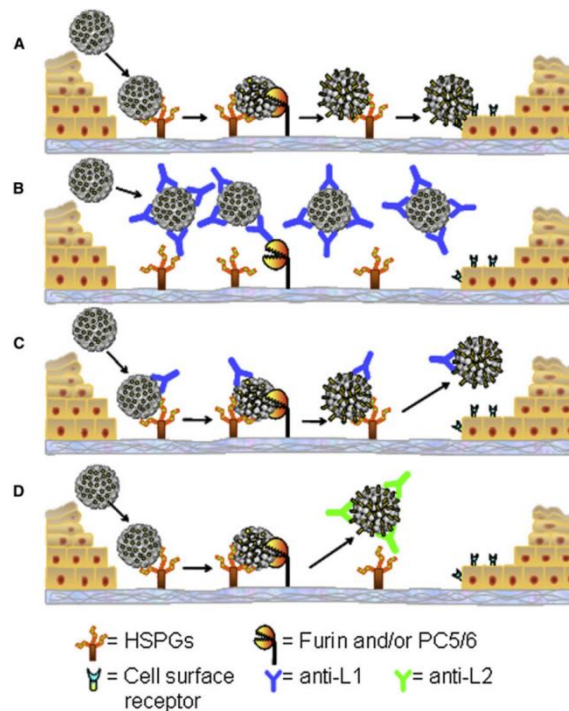 A
B
C
D
= HSPGs
= Furin and/or PC5/6
= Cell surface receptor
= anti-L1
= anti-L2